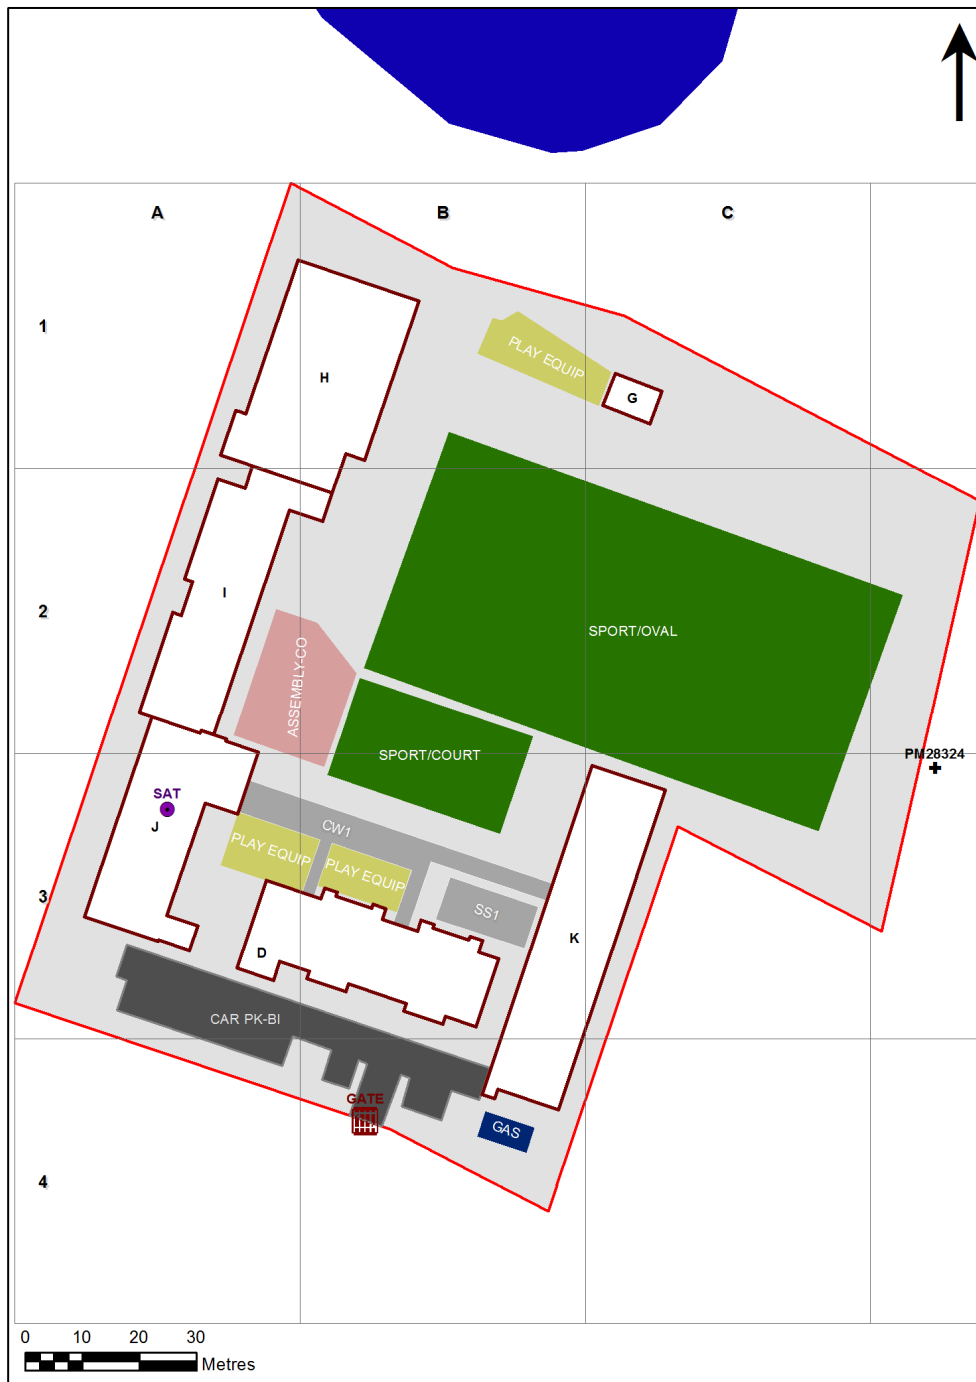 A
B
C
1
H
PLAY EQUIP
G
I
2
ASSEMBLY-CO
SPORT/OVAL
SPORT/COURT
PM28324
SAT
J
CW1
PLAY EQUIP
PLAY EQUIP
3
SS1
K
D
CAR PK-BI
GATE
GAS
4
0 10 20 30
Metres